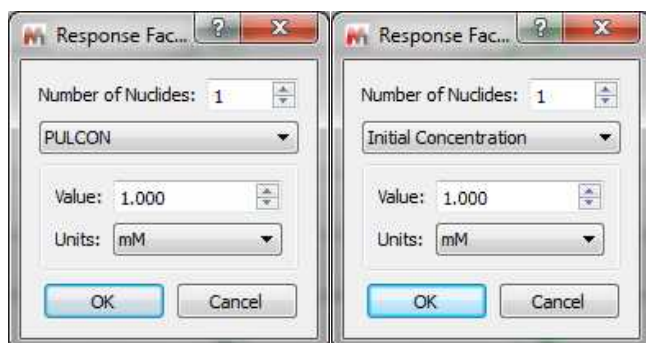 Response Fac...
Number of Nuclides: 1
PULCON
Value: 1.000
Units: mM
OK Cancel
Response Fac...
Number of Nuclides: 1
Initial Concentration
Value: 1.000
Units: mM
OK Cancel